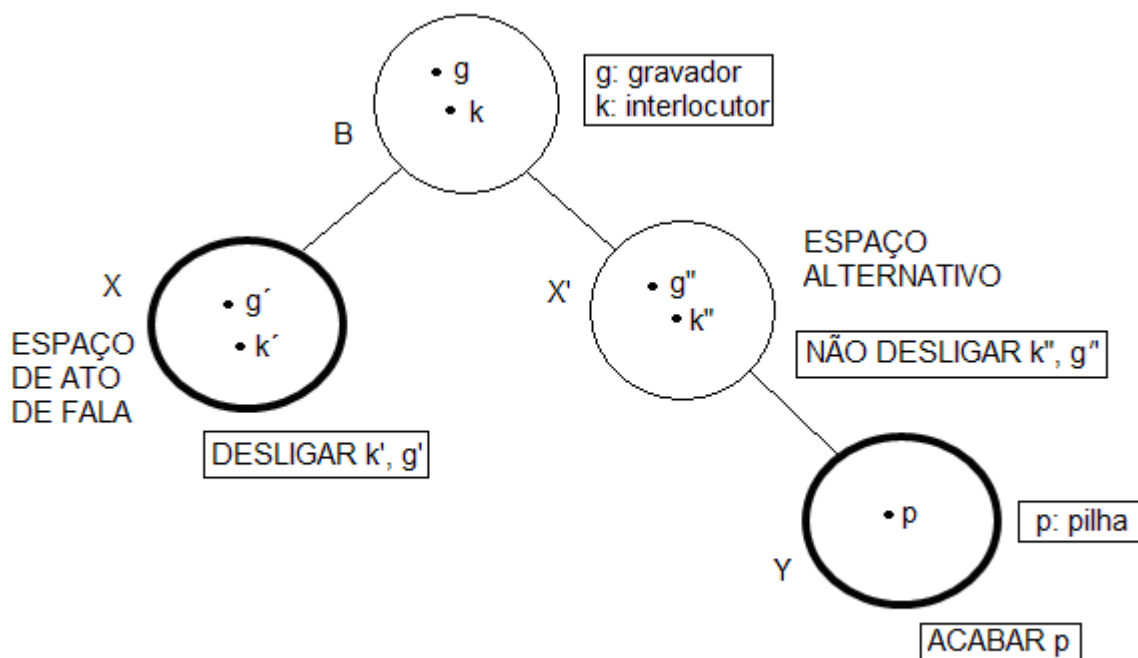 g
k
g: gravador
k: interlocutor
B
X
g´
k´
ESPAÇO
DE ATO
DE FALA
DESLIGAR k', g'
X'
g"
k"
ESPAÇO
ALTERNATIVO
NÃO DESLIGAR k", g"
p
p: pilha
Y
ACABAR p